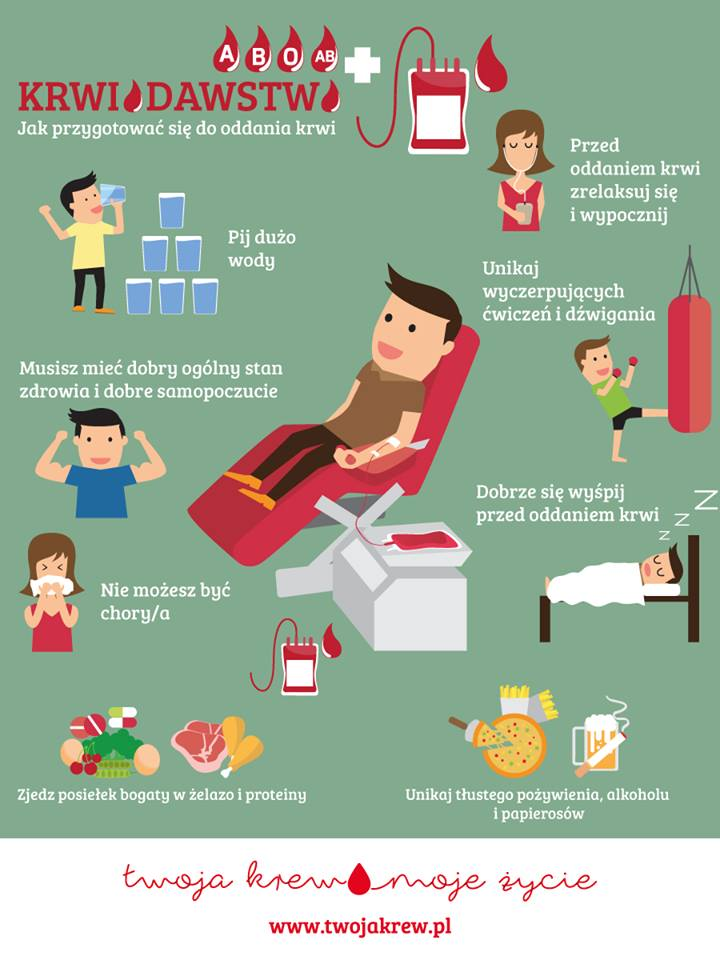 A B O AB
KRWIODAWSTWO
Jak przygotować się do oddania krwi
Przed
oddaniem krwi
zrelaksuj się
i wypocznij
Pij dużo
wody
Unikaj
wyczerpujących
ćwiczeń i dźwigania
Musisz mieć dobry ogólny stan
zdrowia i dobre samopoczucie
Dobrze się wyśpij
przed oddaniem krwi
z z Z
Nie możesz być
chory/a
Zjedz posiełek bogaty w żelazo i proteiny
Unikaj tłustego pożywienia, alkoholu
i papierosów
twoja krew moje życie
www.twojakrew.pl